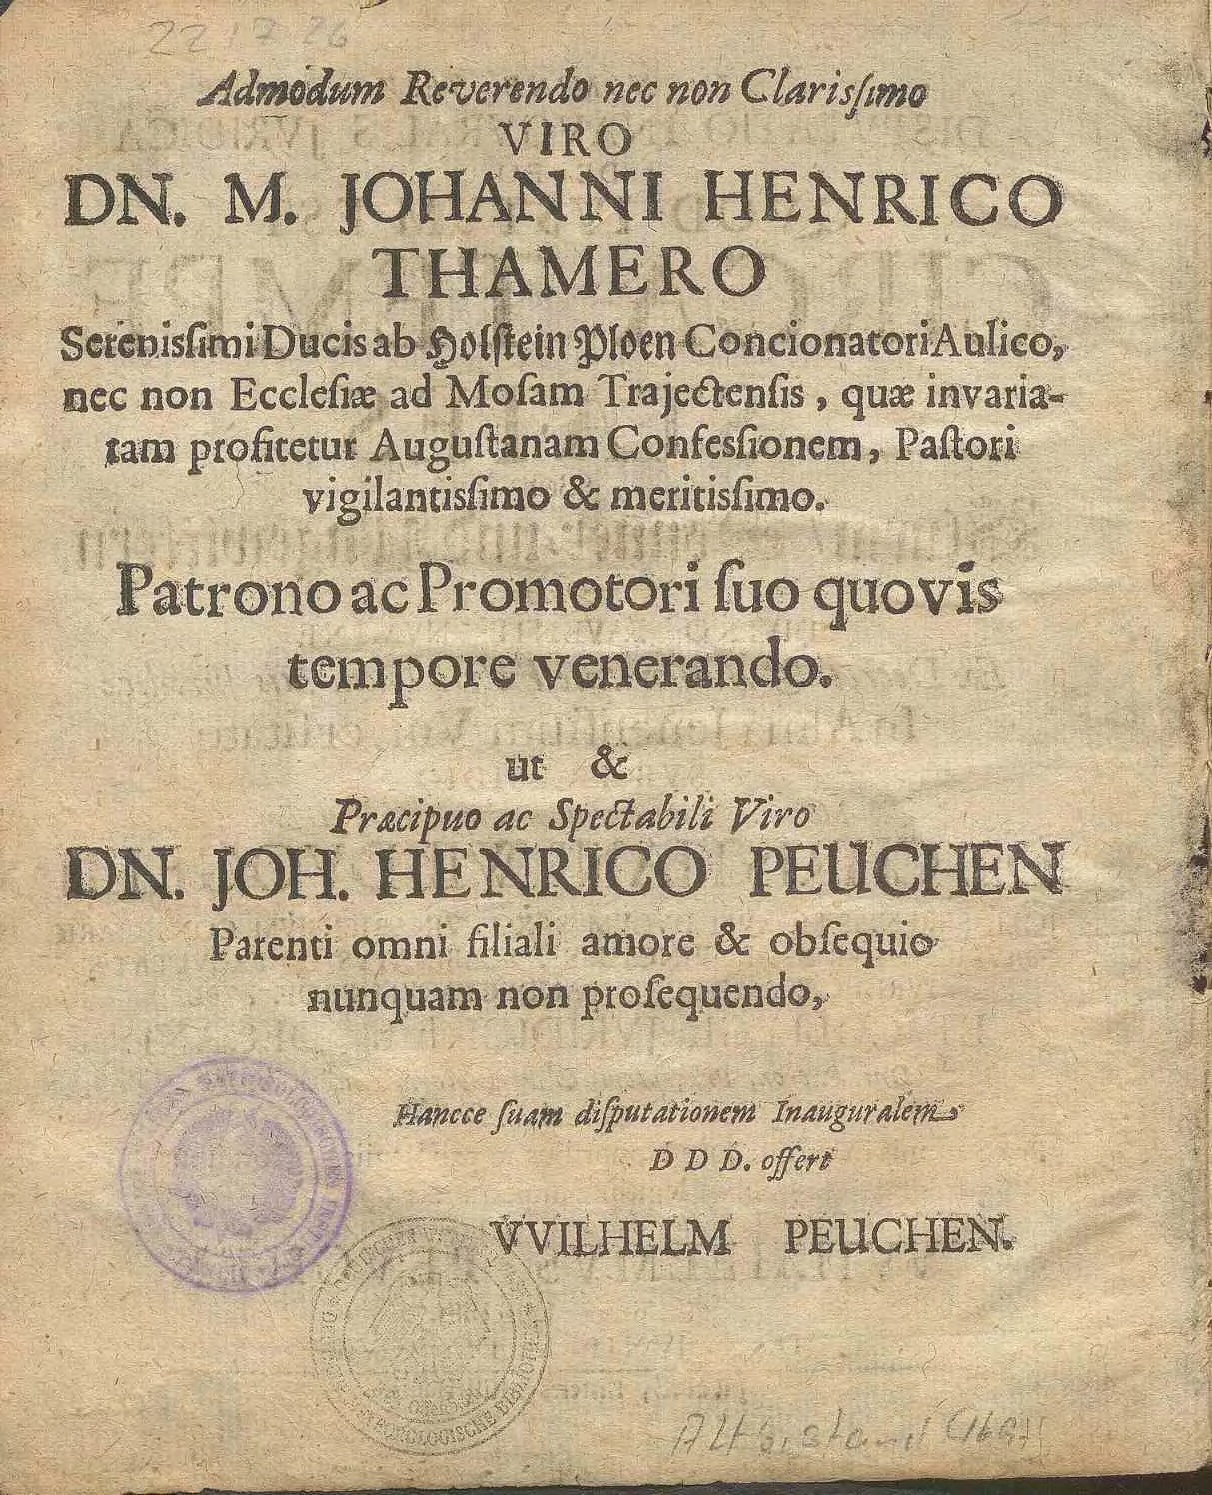 22 17 26
Admodum Reverendo nec non Clarisſimo
VIRO
DN. M. JOHANNI HENRICO
THAMERO
Serenisſimi Ducis ab Holſtein Ploen Concionatori Aulico,
nec non Eccleſiæ ad Moſam Trajectenſis, quæ invaria-
tam profitetur Auguſtanam Confesſionem, Paſtori
vigilantisſimo & meritisſimo.
Patrono ac Promotori ſuo quovis
tempore venerando.
ut &
Præcipuo ac Spectabili Viro
DN. JOH. HENRICO PEUCHEN
Parenti omni filiali amore & obſequio
nunquam non proſequendo,
Hancce ſuam diſputationem Inauguralem
D D D. offert
VVILHELM PEUCHEN.